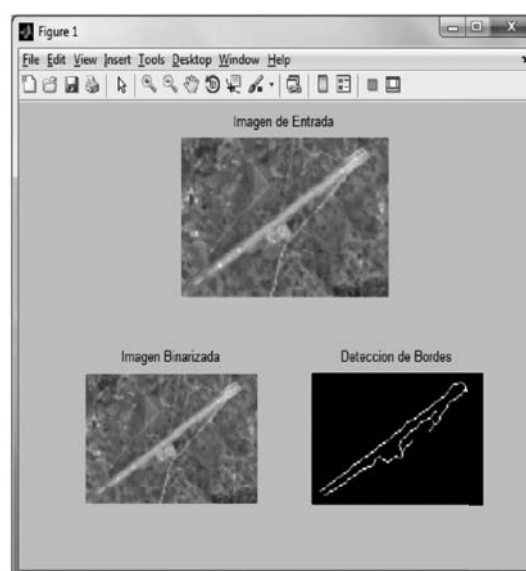 Figure 1
File Edit View Insert Tools Desktop Window Help
Imagen de Entrada
Imagen Binarizada
Deteccion de Bordes